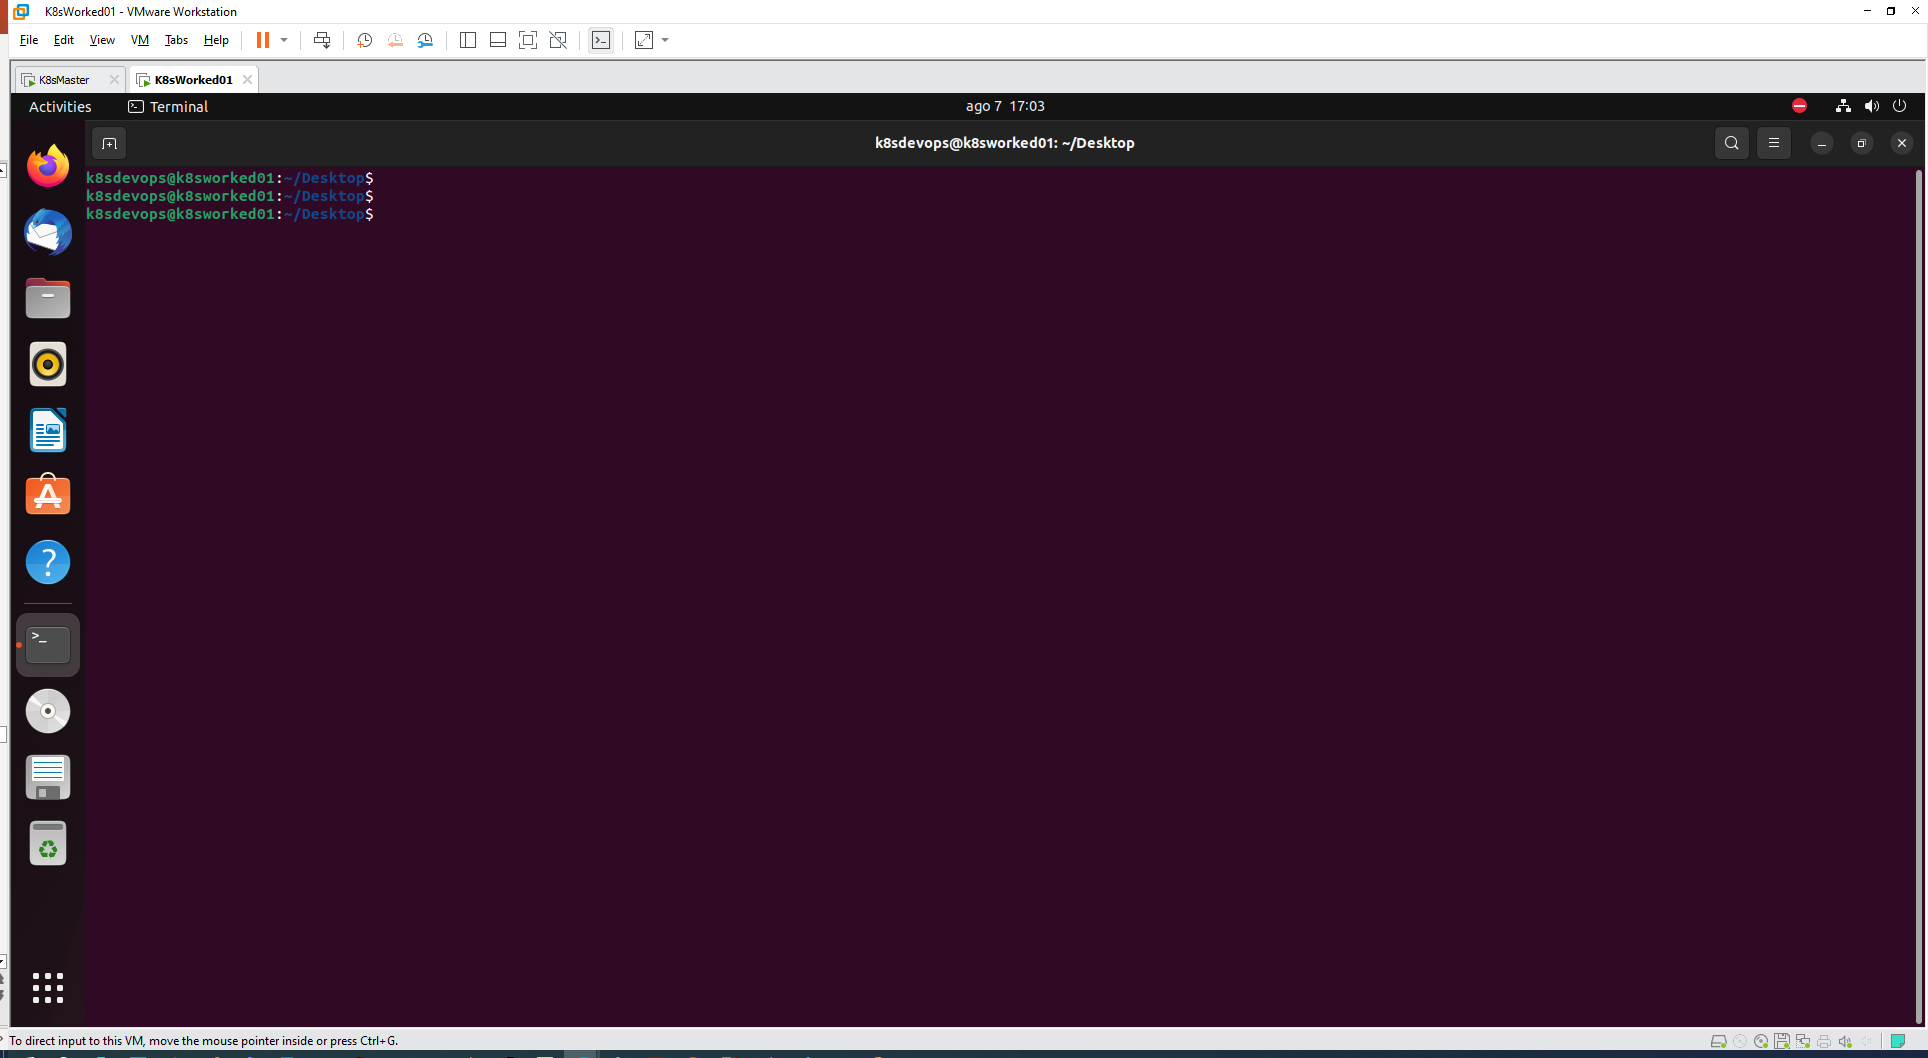 K8sWorked01 - VMware Workstation
File Edit View VM Tabs Help
K8sMaster K8sWorked01
Activities Terminal ago 7 17:03
k8sdevops@k8sworked01: ~/Desktop
k8sdevops@k8sworked01:~/Desktop$
k8sdevops@k8sworked01:~/Desktop$
k8sdevops@k8sworked01:~/Desktop$
To direct input to this VM, move the mouse pointer inside or press Ctrl+G.